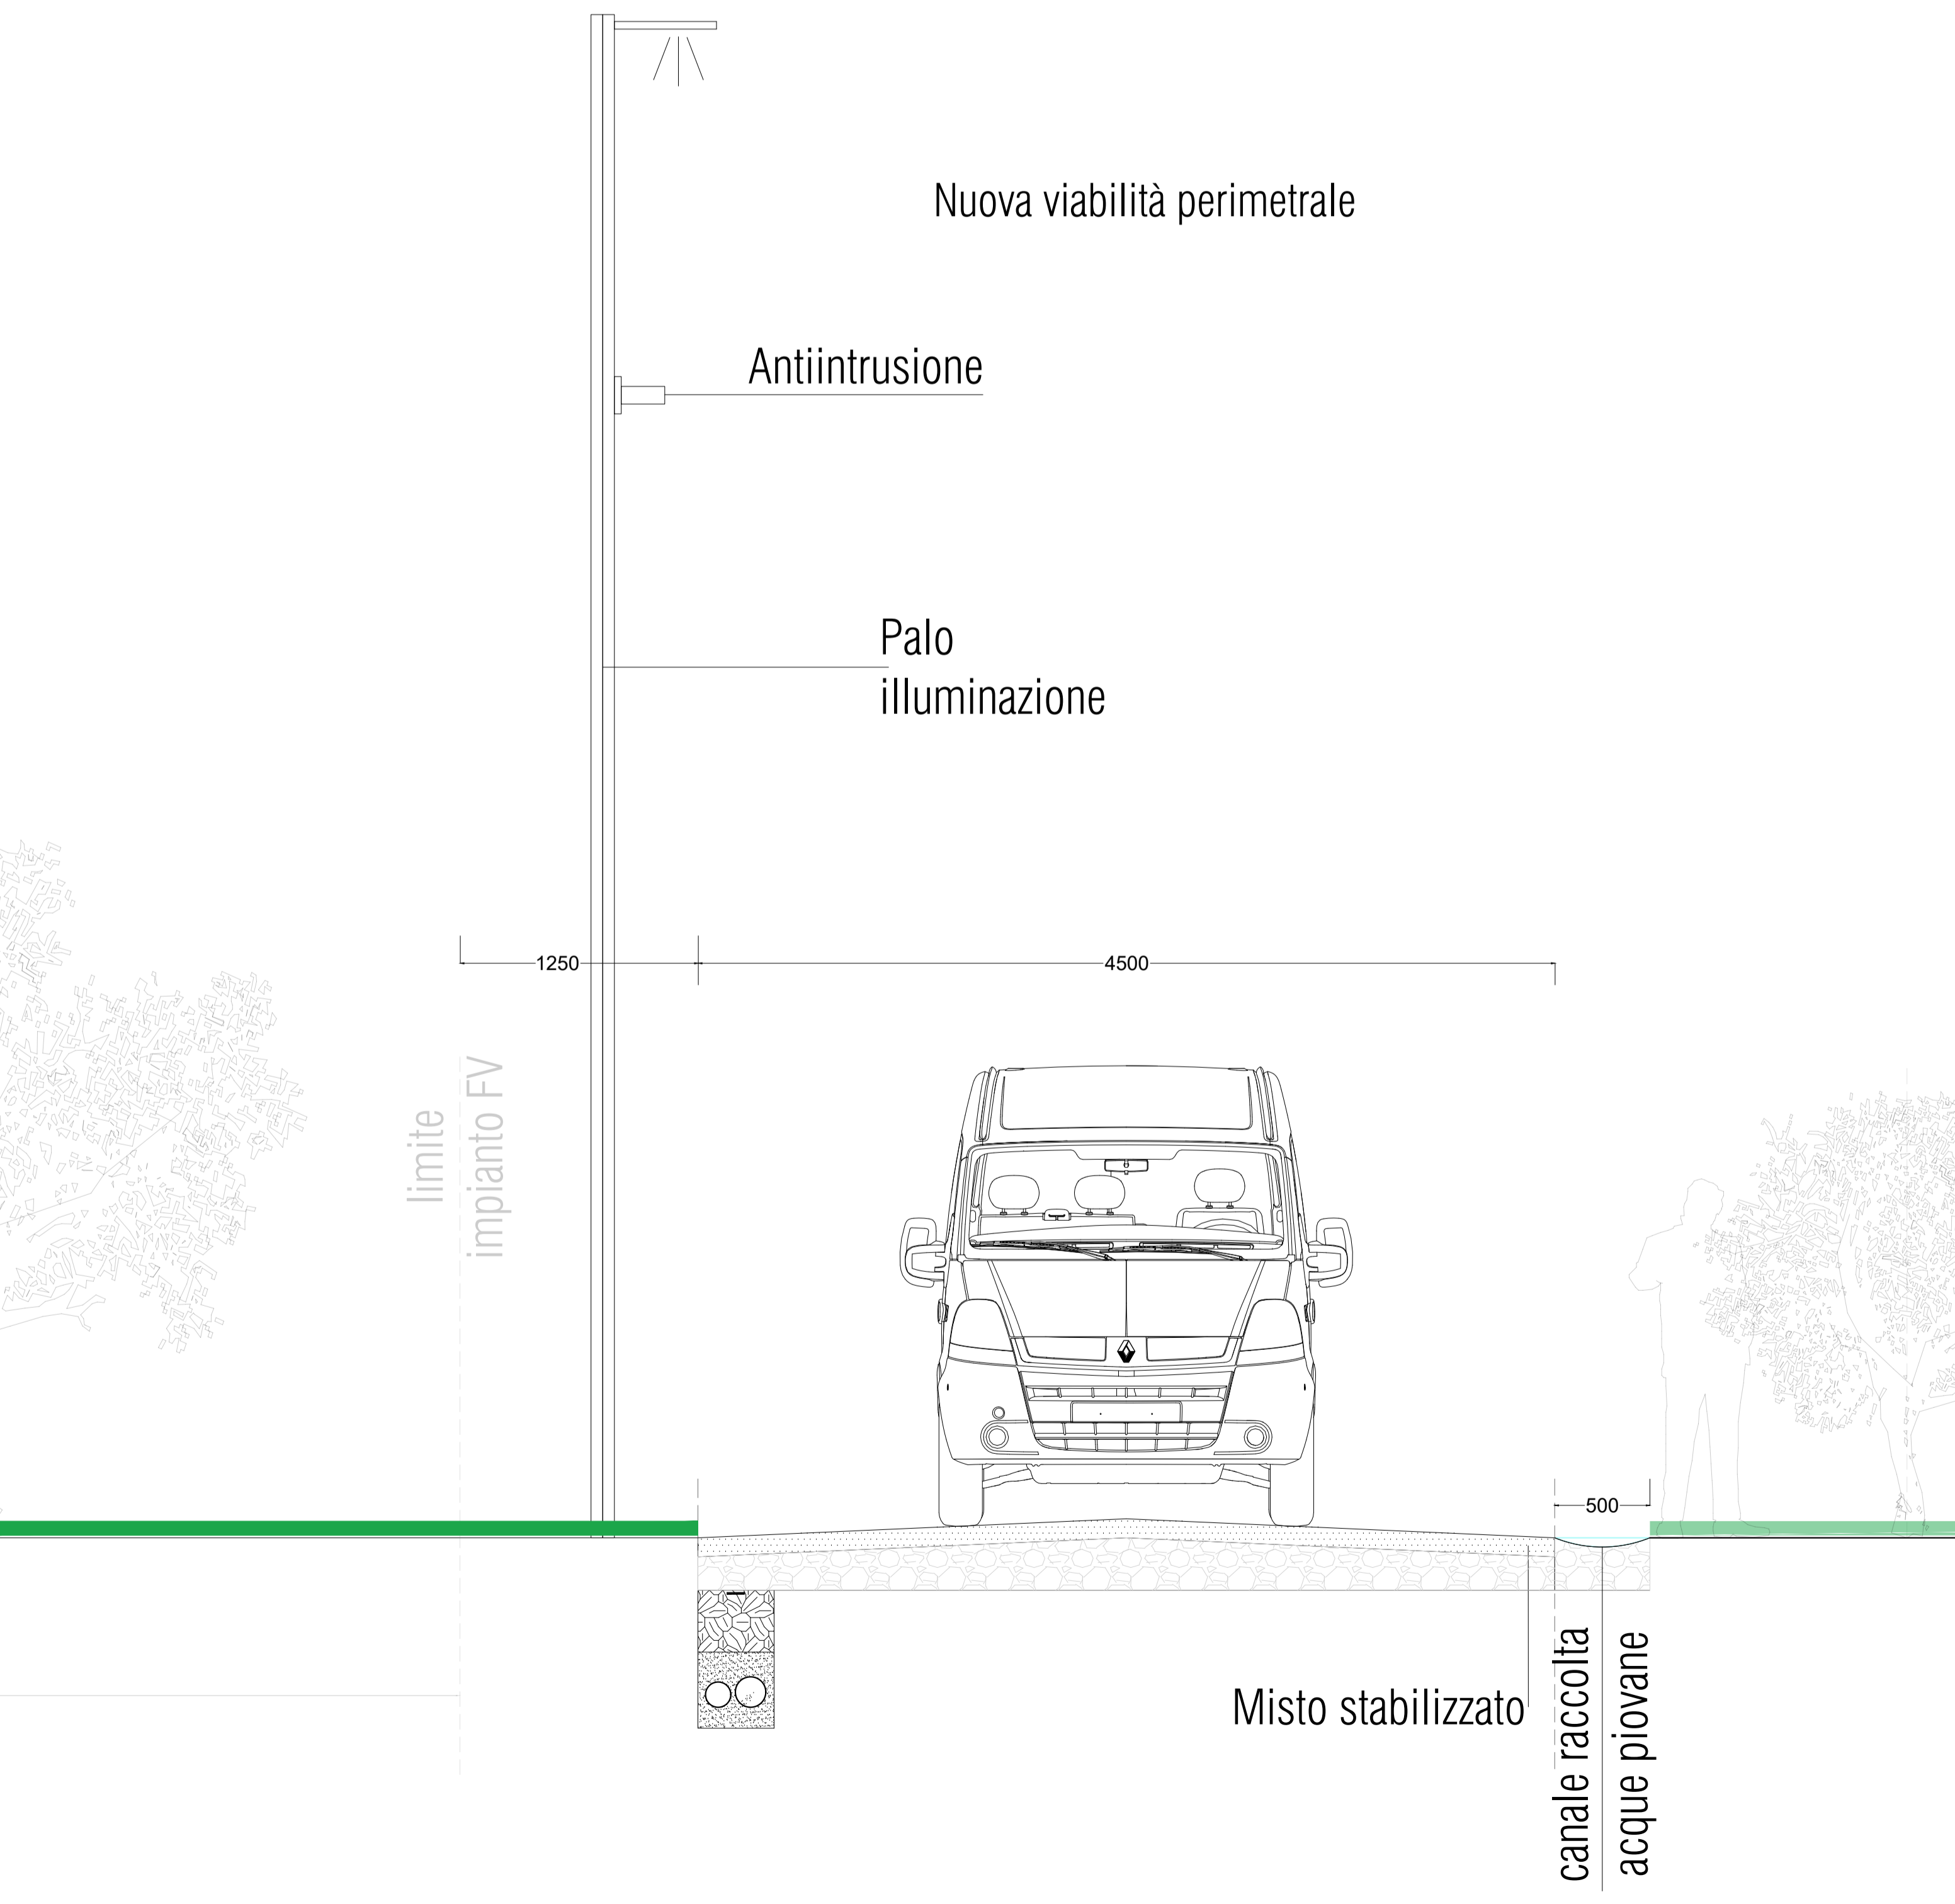 Nuova viabilità perimetrale
Antiintrusione
Palo
illuminazione
1250
4500
limite
impianto FV
500
Misto stabilizzato
canale raccolta
acque piovane